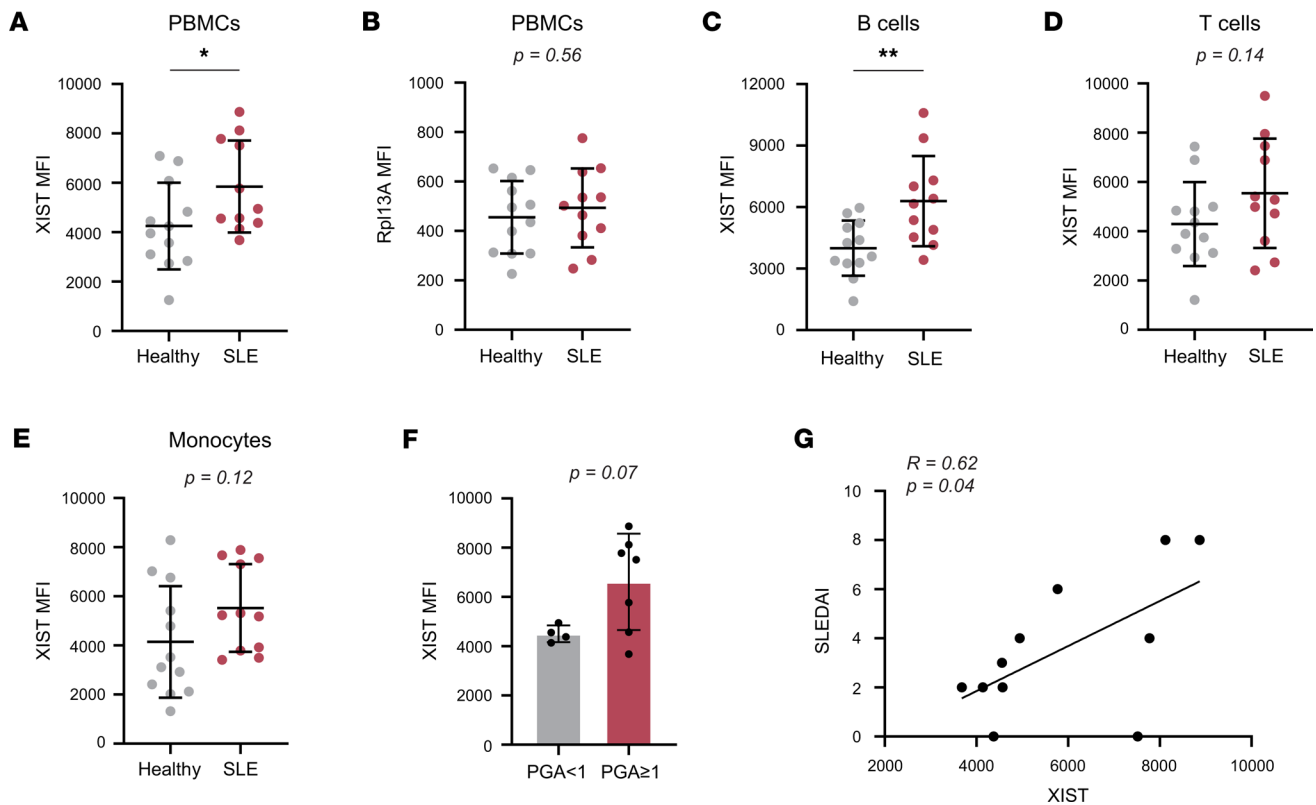 A
PBMCs
*
XIST MFI
10000
8000
6000
4000
2000
0
Healthy
SLE
B
PBMCs
p = 0.56
Rpl13A MFI
1000
800
600
400
200
0
Healthy
SLE
C
B cells
**
XIST MFI
12000
9000
6000
3000
0
Healthy
SLE
D
T cells
p = 0.14
XIST MFI
10000
8000
6000
4000
2000
0
Healthy
SLE
E
Monocytes
p = 0.12
XIST MFI
10000
8000
6000
4000
2000
0
Healthy
SLE
F
p = 0.07
XIST MFI
10000
8000
6000
4000
2000
0
PGA<1
PGA≥1
G
R = 0.62
p = 0.04
SLEDAI
10
8
6
4
2
0
2000
4000
6000
8000
10000
XIST